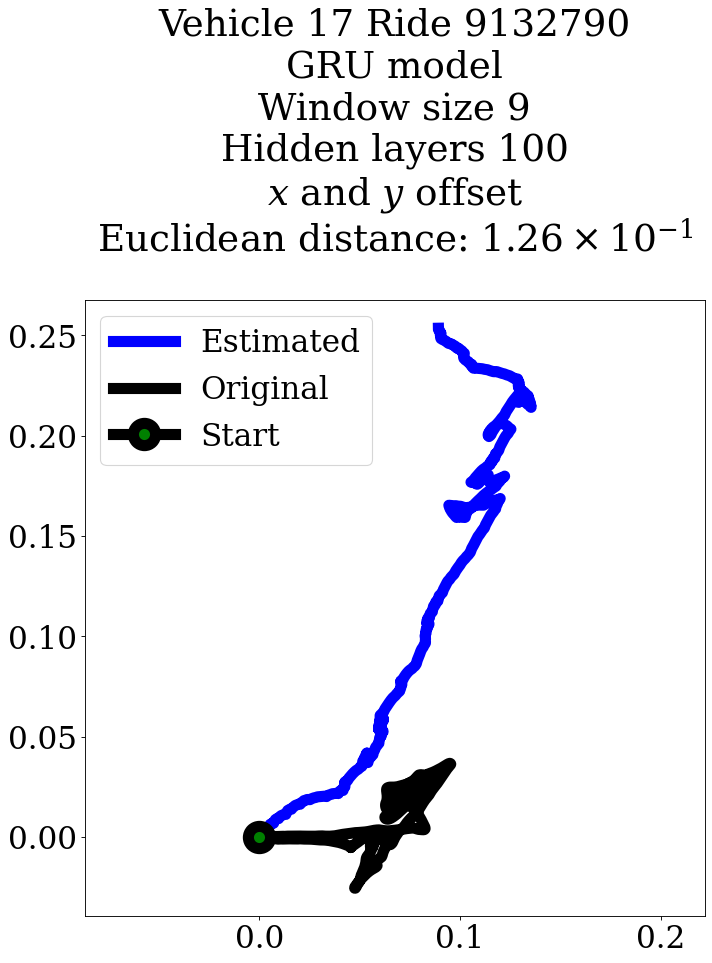 Vehicle 17 Ride 9132790
GRU model
Window size 9
Hidden layers 100
x and y offset
Euclidean distance: 1.26 × 10⁻¹
Estimated
Original
Start
0.25
0.20
0.15
0.10
0.05
0.00
0.0 0.1 0.2